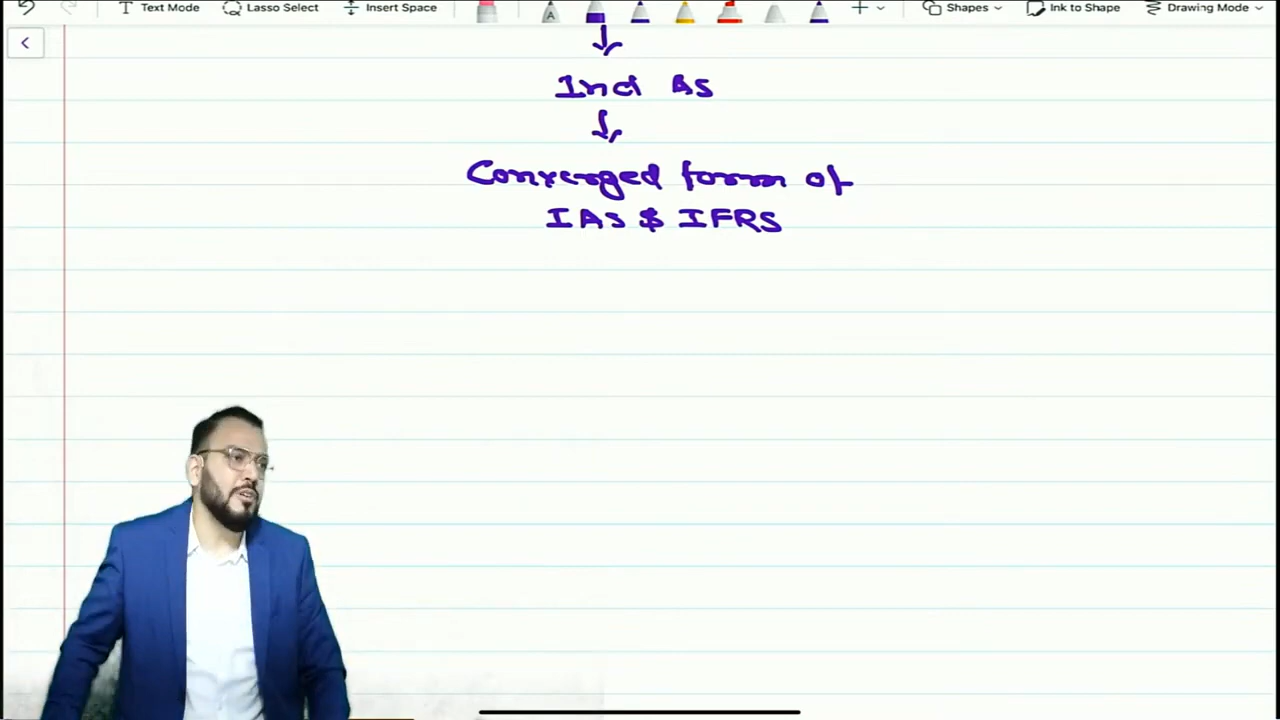 Text Mode Lasso Select Insert Space Shapes Ink to Shape Drawing Mode
Ind AS
Converged form of
IAS $ IFRS